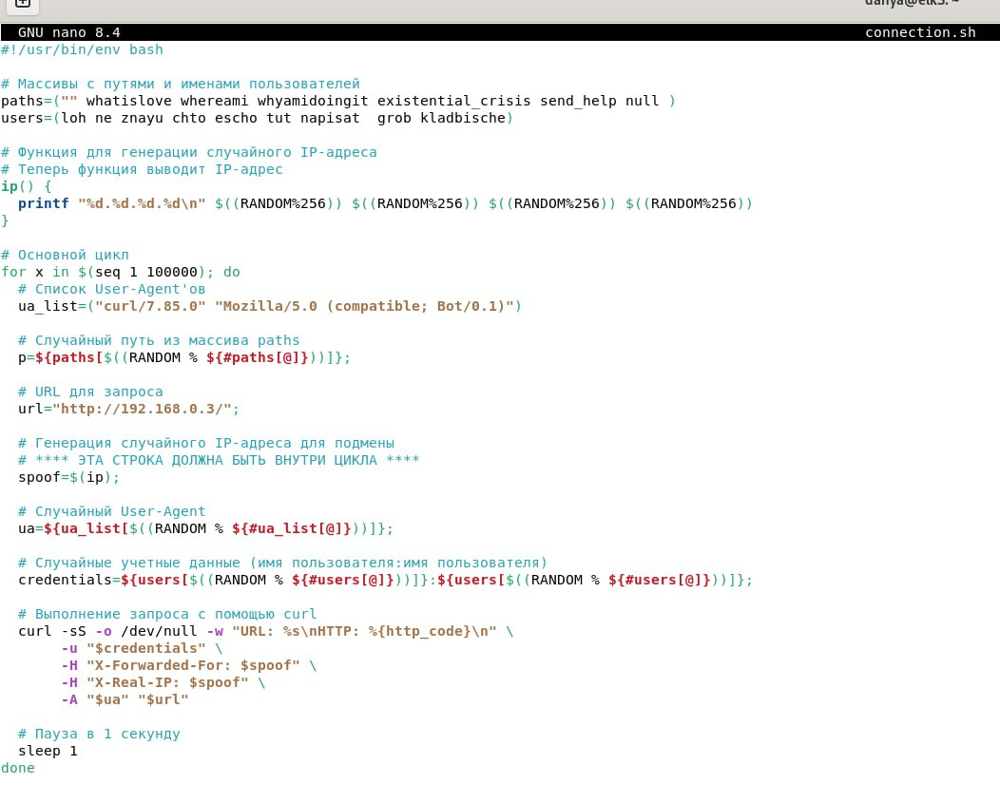 danya@elk3: ~
GNU nano 8.4 connection.sh
#!/usr/bin/env bash
# Массивы с путями и именами пользователей
paths=("" whatislove whereami whyamidoingit existential_crisis send_help null )
users=(loh ne znayu chto escho tut napisat  grob kladbische)
# Функция для генерации случайного IP-адреса
# Теперь функция выводит IP-адрес
ip() {
  printf "%d.%d.%d.%d\n" $((RANDOM%256)) $((RANDOM%256)) $((RANDOM%256)) $((RANDOM%256))
}
# Основной цикл
for x in $(seq 1 100000); do
  # Список User-Agent'ов
  ua_list=("curl/7.85.0" "Mozilla/5.0 (compatible; Bot/0.1)")
  # Случайный путь из массива paths
  p=${paths[$((RANDOM % ${#paths[@]}))]};
  # URL для запроса
  url="http://192.168.0.3/";
  # Генерация случайного IP-адреса для подмены
  # **** ЭТА СТРОКА ДОЛЖНА БЫТЬ ВНУТРИ ЦИКЛА ****
  spoof=$(ip);
  # Случайный User-Agent
  ua=${ua_list[$((RANDOM % ${#ua_list[@]}))]};
  # Случайные учетные данные (имя пользователя:имя пользователя)
  credentials=${users[$((RANDOM % ${#users[@]}))]}:${users[$((RANDOM % ${#users[@]}))]};
  # Выполнение запроса с помощью curl
  curl -sS -o /dev/null -w "URL: %s\nHTTP: %{http_code}\n" \
       -u "$credentials" \
       -H "X-Forwarded-For: $spoof" \
       -H "X-Real-IP: $spoof" \
       -A "$ua" "$url"
  # Пауза в 1 секунду
  sleep 1
done